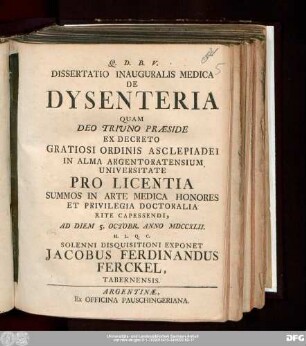 Q. D. B. V.
DISSERTATIO INAUGURALIS MEDICA
DE
DYSENTERIA
QUAM
DEO TRIUNO PRÆSIDE
EX DECRETO
GRATIOSI ORDINIS ASCLEPIADEI
IN ALMA ARGENTORATENSIUM
UNIVERSITATE
PRO LICENTIA
SUMMOS IN ARTE MEDICA HONORES
ET PRIVILEGIA DOCTORALIA
RITE CAPESSENDI,
AD DIEM 5. OCTOBR. ANNO MDCCXLII.
H. L. Q. C.
SOLENNI DISQUISITIONI EXPONET
JACOBUS FERDINANDUS
FERCKEL,
TABERNENSIS.
ARGENTINÆ,
Ex OFFICINA PAUSCHINGERIANA.
5